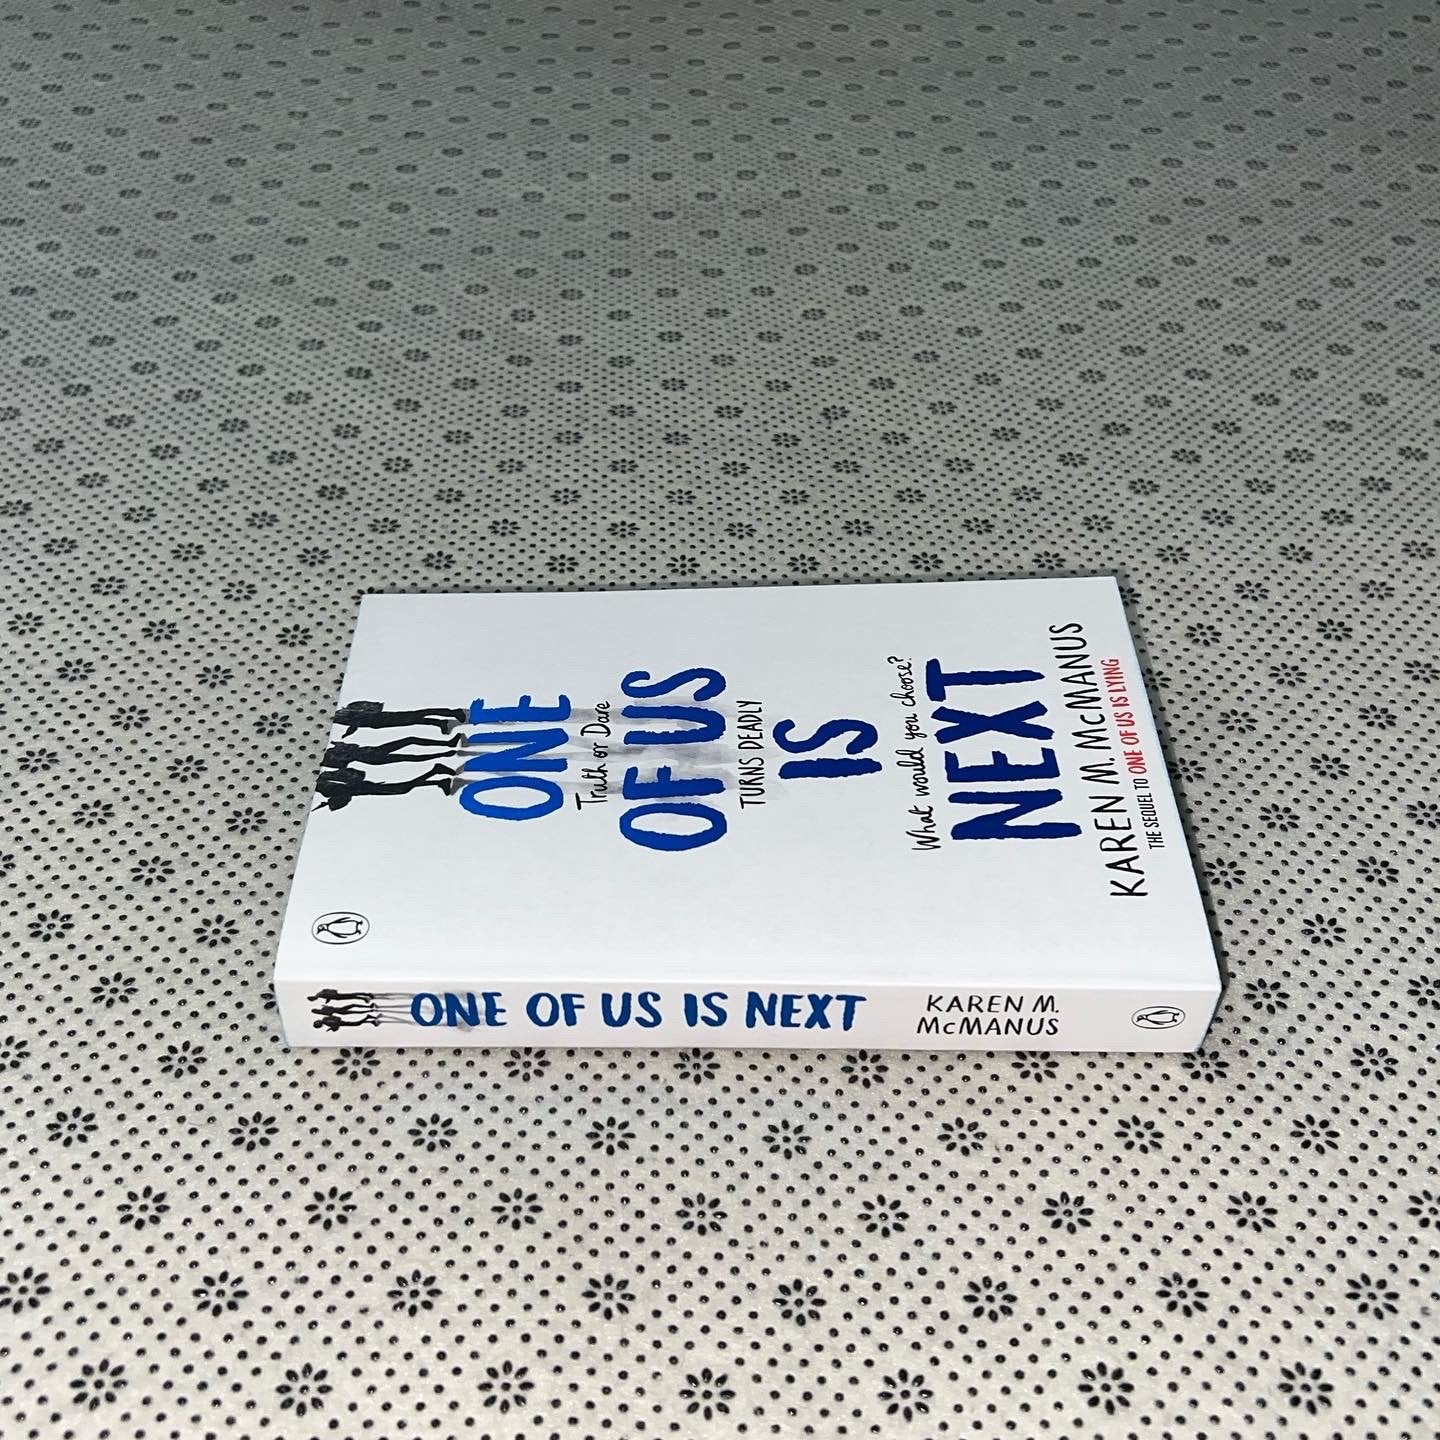 ONE
Truth or Dare
OF US
TURNS DEADLY
IS
What would you choose?
NEXT
KAREN M. McMANUS
THE SEQUEL TO ONE OF US IS LYING
ONE OF US IS NEXT
KAREN M.
McMANUS